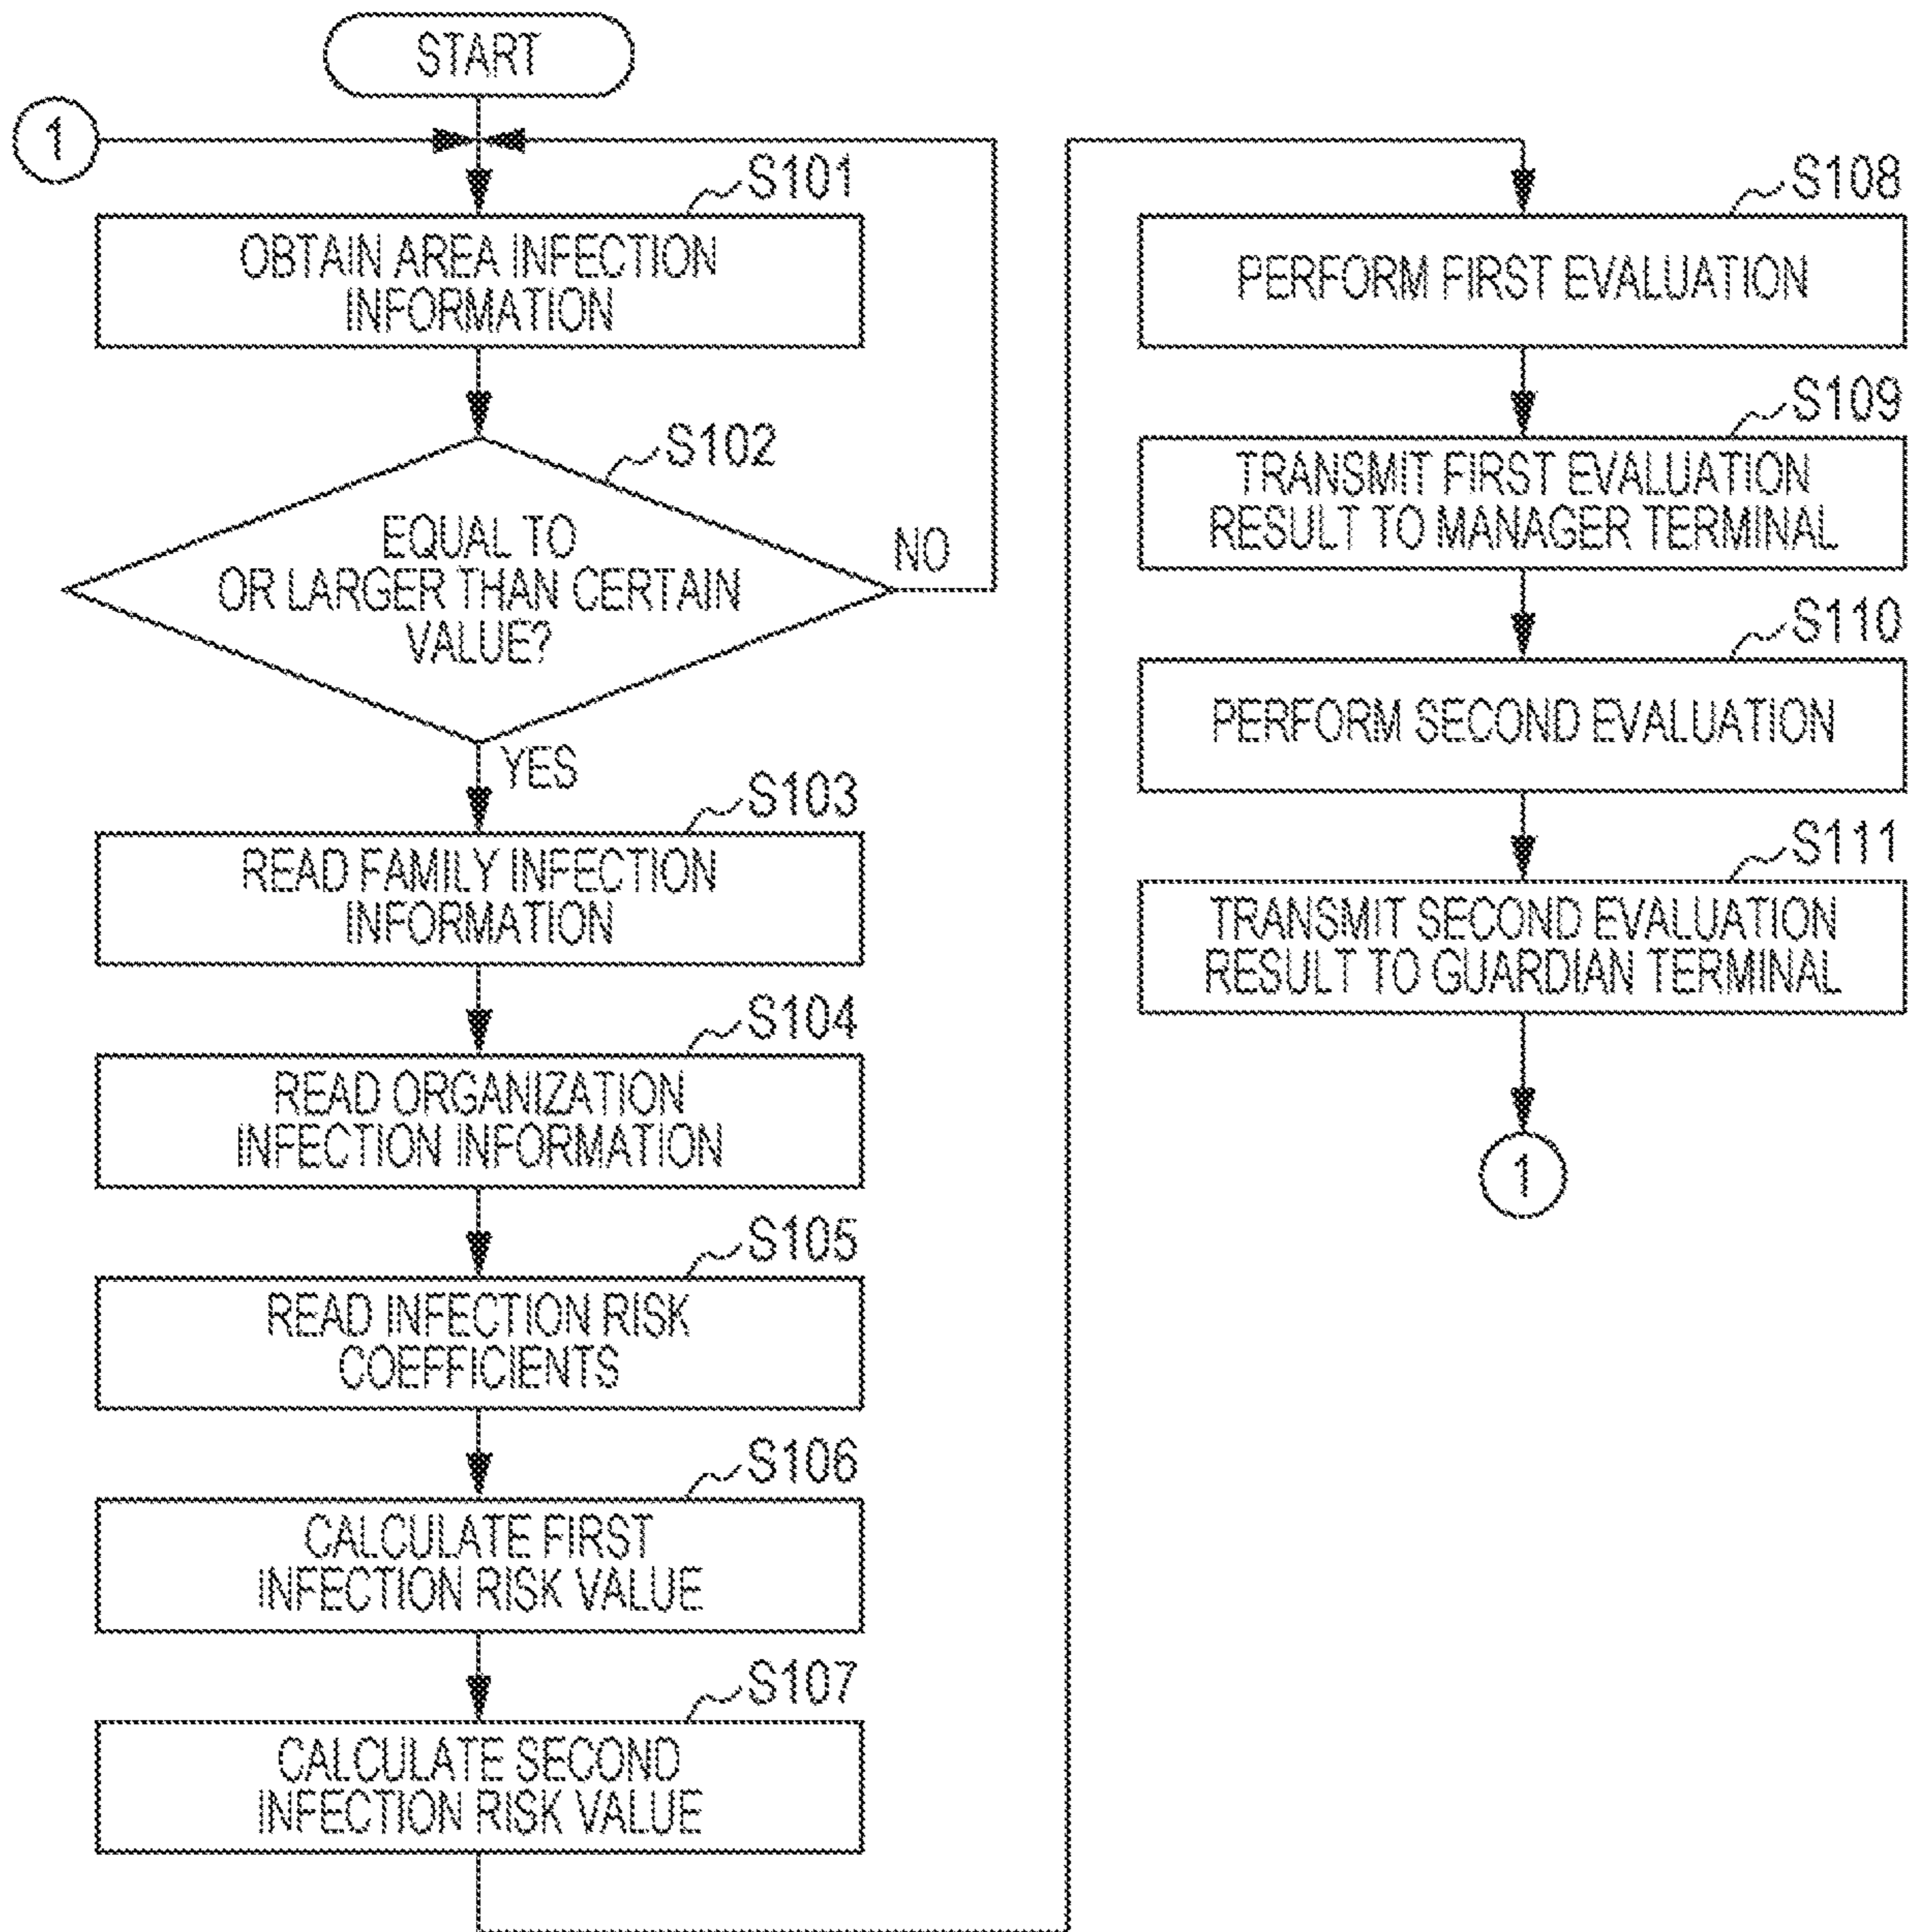 START
1
S101
OBTAIN AREA INFECTION
INFORMATION
S102
EQUAL TO
OR LARGER THAN CERTAIN
VALUE?
NO
YES
S103
READ FAMILY INFECTION
INFORMATION
S104
READ ORGANIZATION
INFECTION INFORMATION
S105
READ INFECTION RISK
COEFFICIENTS
S106
CALCULATE FIRST
INFECTION RISK VALUE
S107
CALCULATE SECOND
INFECTION RISK VALUE
S108
PERFORM FIRST EVALUATION
S109
TRANSMIT FIRST EVALUATION
RESULT TO MANAGER TERMINAL
S110
PERFORM SECOND EVALUATION
S111
TRANSMIT SECOND EVALUATION
RESULT TO GUARDIAN TERMINAL
1